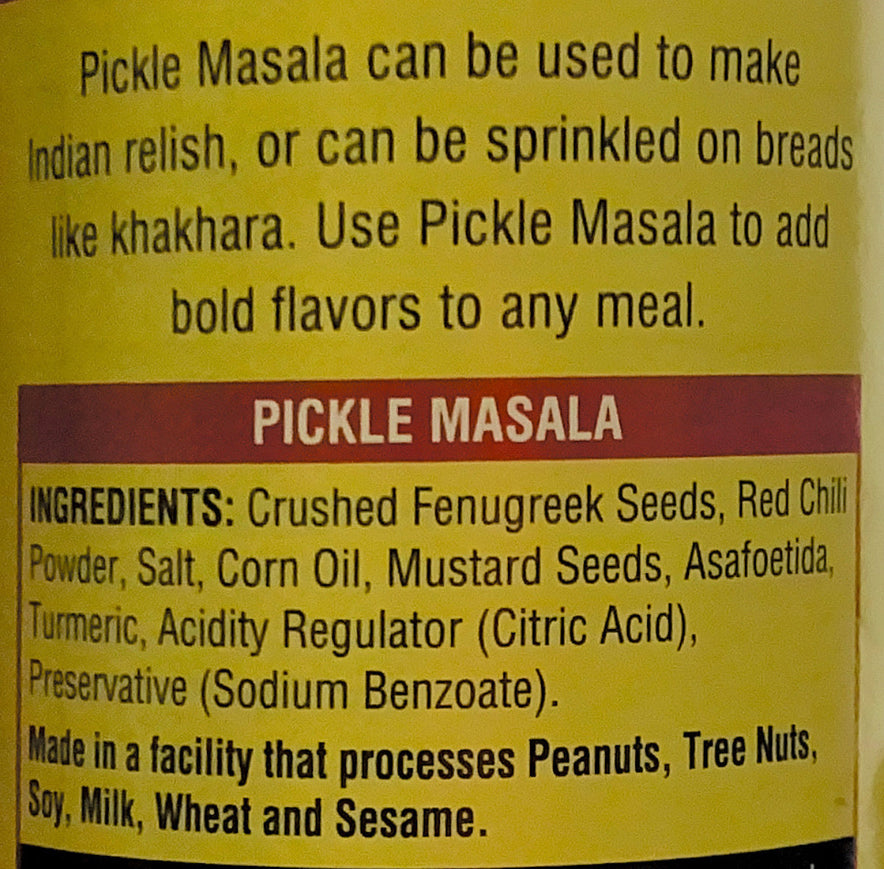 Pickle Masala can be used to make
Indian relish, or can be sprinkled on breads
like khakhara. Use Pickle Masala to add
bold flavors to any meal.
PICKLE MASALA
INGREDIENTS: Crushed Fenugreek Seeds, Red Chili
Powder, Salt, Corn Oil, Mustard Seeds, Asafoetida,
Turmeric, Acidity Regulator (Citric Acid),
Preservative (Sodium Benzoate).
Made in a facility that processes Peanuts, Tree Nuts,
Soy, Milk, Wheat and Sesame.